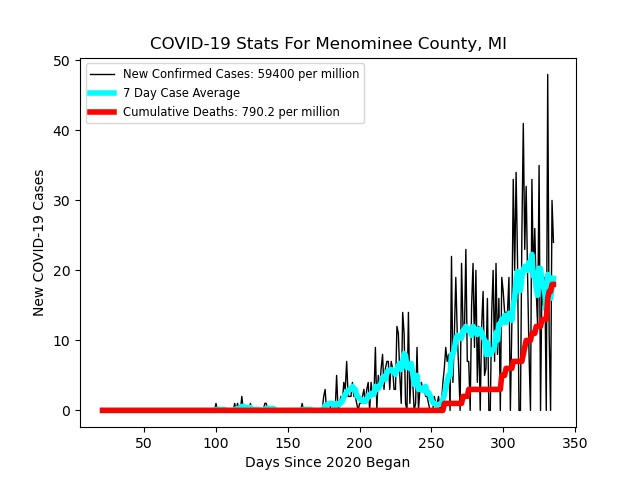 COVID-19 Stats For Menominee County, MI
New Confirmed Cases: 59400 per million
7 Day Case Average
Cumulative Deaths: 790.2 per million
New COVID-19 Cases
50
40
30
20
10
0
50 100 150 200 250 300 350
Days Since 2020 Began